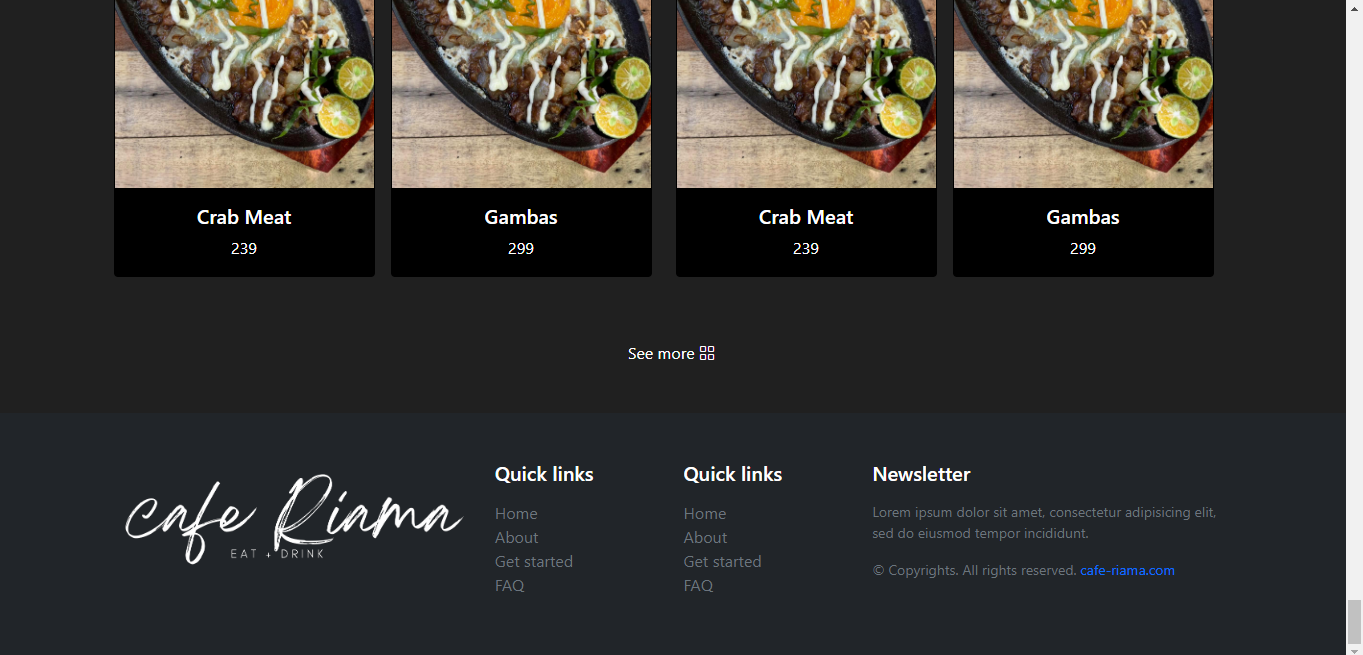 Crab Meat
239
Gambas
299
Crab Meat
239
Gambas
299
See more
cafe Riama
EAT + DRINK
Quick links
Home
About
Get started
FAQ
Quick links
Home
About
Get started
FAQ
Newsletter
Lorem ipsum dolor sit amet, consectetur adipisicing elit,
sed do eiusmod tempor incididunt.
© Copyrights. All rights reserved. cafe-riama.com